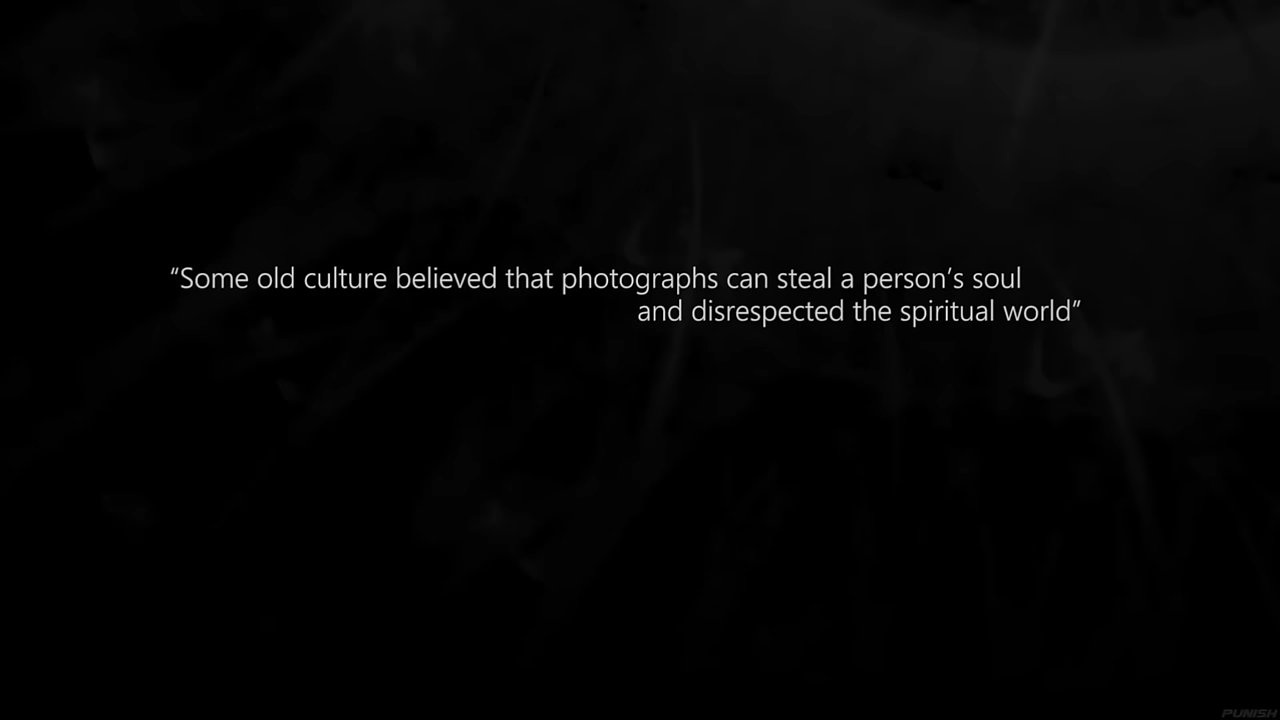 “Some old culture believed that photographs can steal a person’s soul
and disrespected the spiritual world”
PUNISH